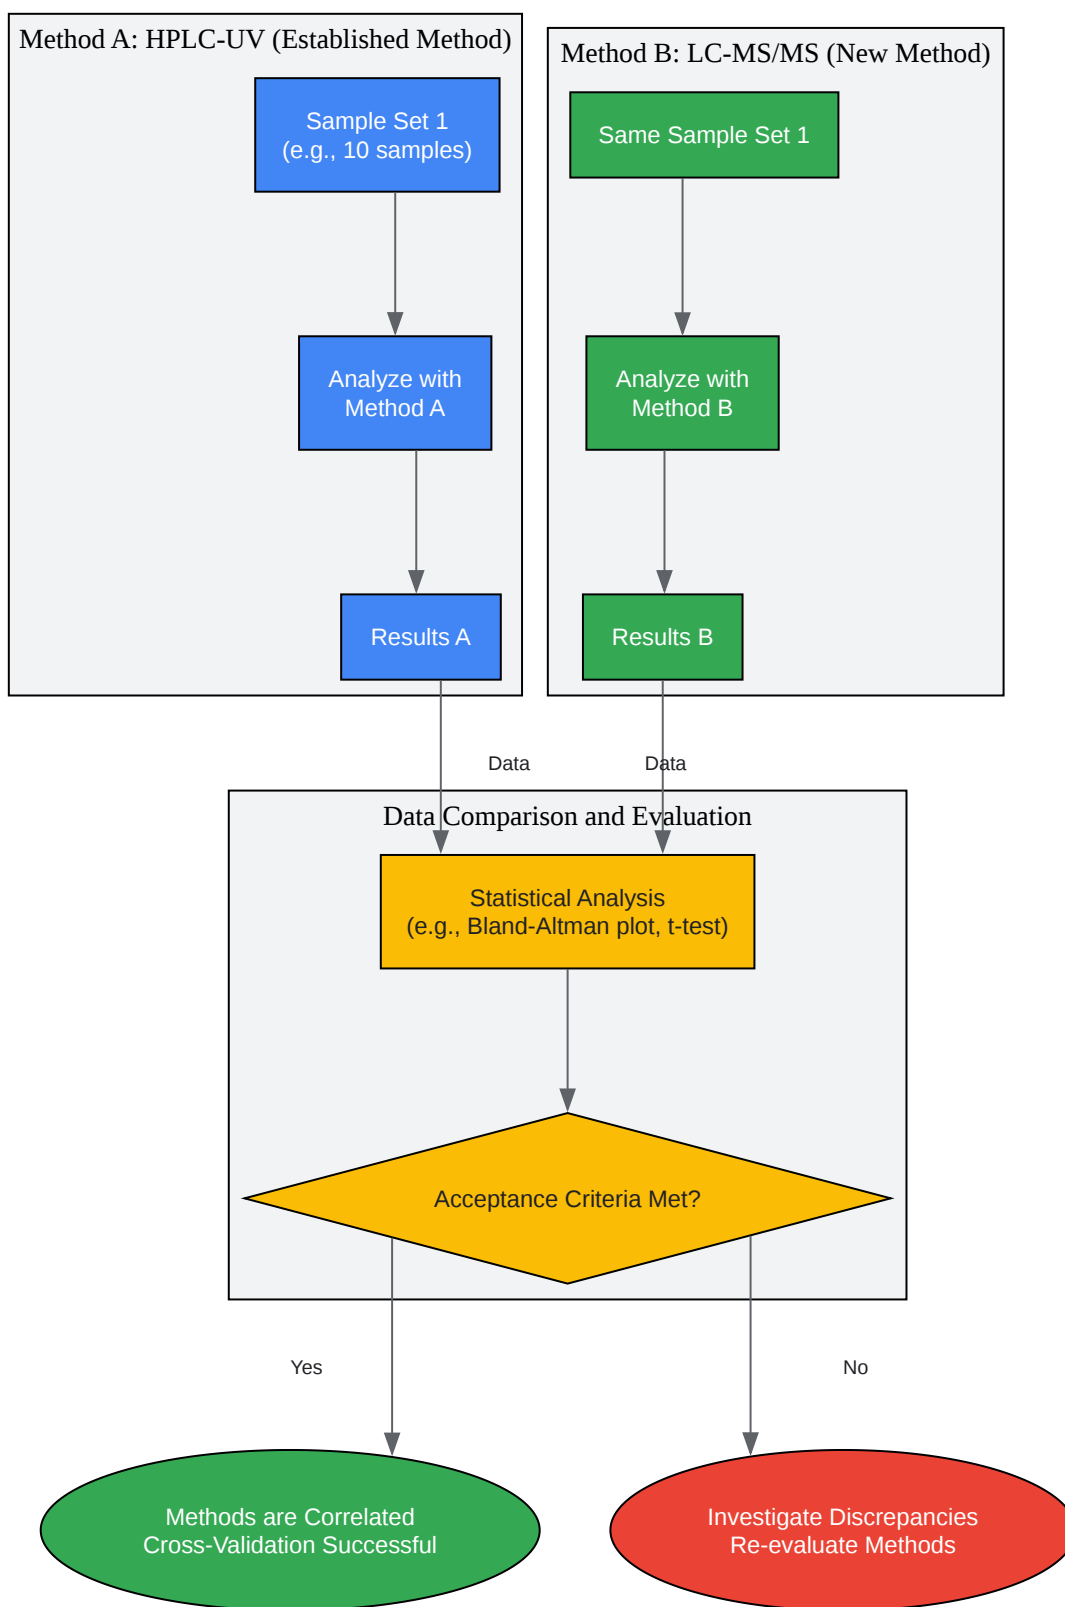 Method A: HPLC-UV (Established Method)
Sample Set 1
(e.g., 10 samples)
Analyze with
Method A
Results A
Method B: LC-MS/MS (New Method)
Same Sample Set 1
Analyze with
Method B
Results B
Data
Data
Data Comparison and Evaluation
Statistical Analysis
(e.g., Bland-Altman plot, t-test)
Acceptance Criteria Met?
Yes
No
Methods are Correlated
Cross-Validation Successful
Investigate Discrepancies
Re-evaluate Methods